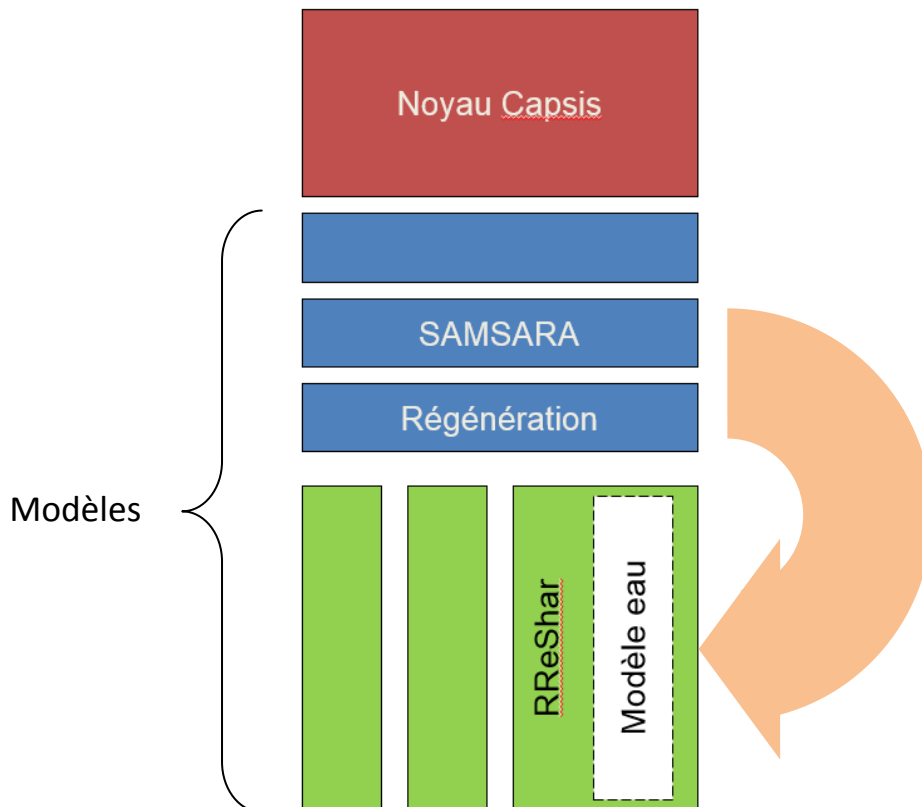 Noyau Capsis
SAMSARA
Régénération
Modèles
RReShar
Modèle eau